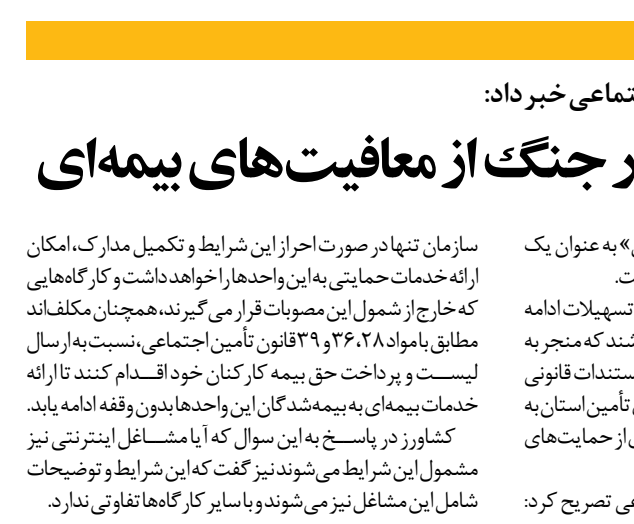 تماعی خبر داد:
ر جنگ از معافیت‌های بیمه‌ای
» به عنوان یک
ت.
تسهیلات ادامه
شند که منجر به
ستندات قانونی
تأمین استان به
از حمایت‌های
عی تصریح کرد:
سازمان تنها در صورت احراز این شرایط و تکمیل مدارک، امکان
ارائه خدمات حمایتی به این واحدها را خواهد داشت و کارگاه‌هایی
که خارج از شمول این مصوبات قرار می‌گیرند، همچنان مکلف‌اند
مطابق با مواد ۳۶،۲۸ و ۳۹ قانون تأمین اجتماعی، نسبت به ارسال
لیست و پرداخت حق بیمه کارکنان خود اقدام کنند تا ارائه
خدمات بیمه‌ای به بیمه‌شدگان این واحدها بدون وقفه ادامه یابد.
کشاورز در پاسخ به این سوال که آیا مشاغل اینترنتی نیز
مشمول این شرایط می‌شوند نیز گفت که این شرایط و توضیحات
شامل این مشاغل نیز می‌شوند و با سایر کارگاه‌ها تفاوتی ندارد.